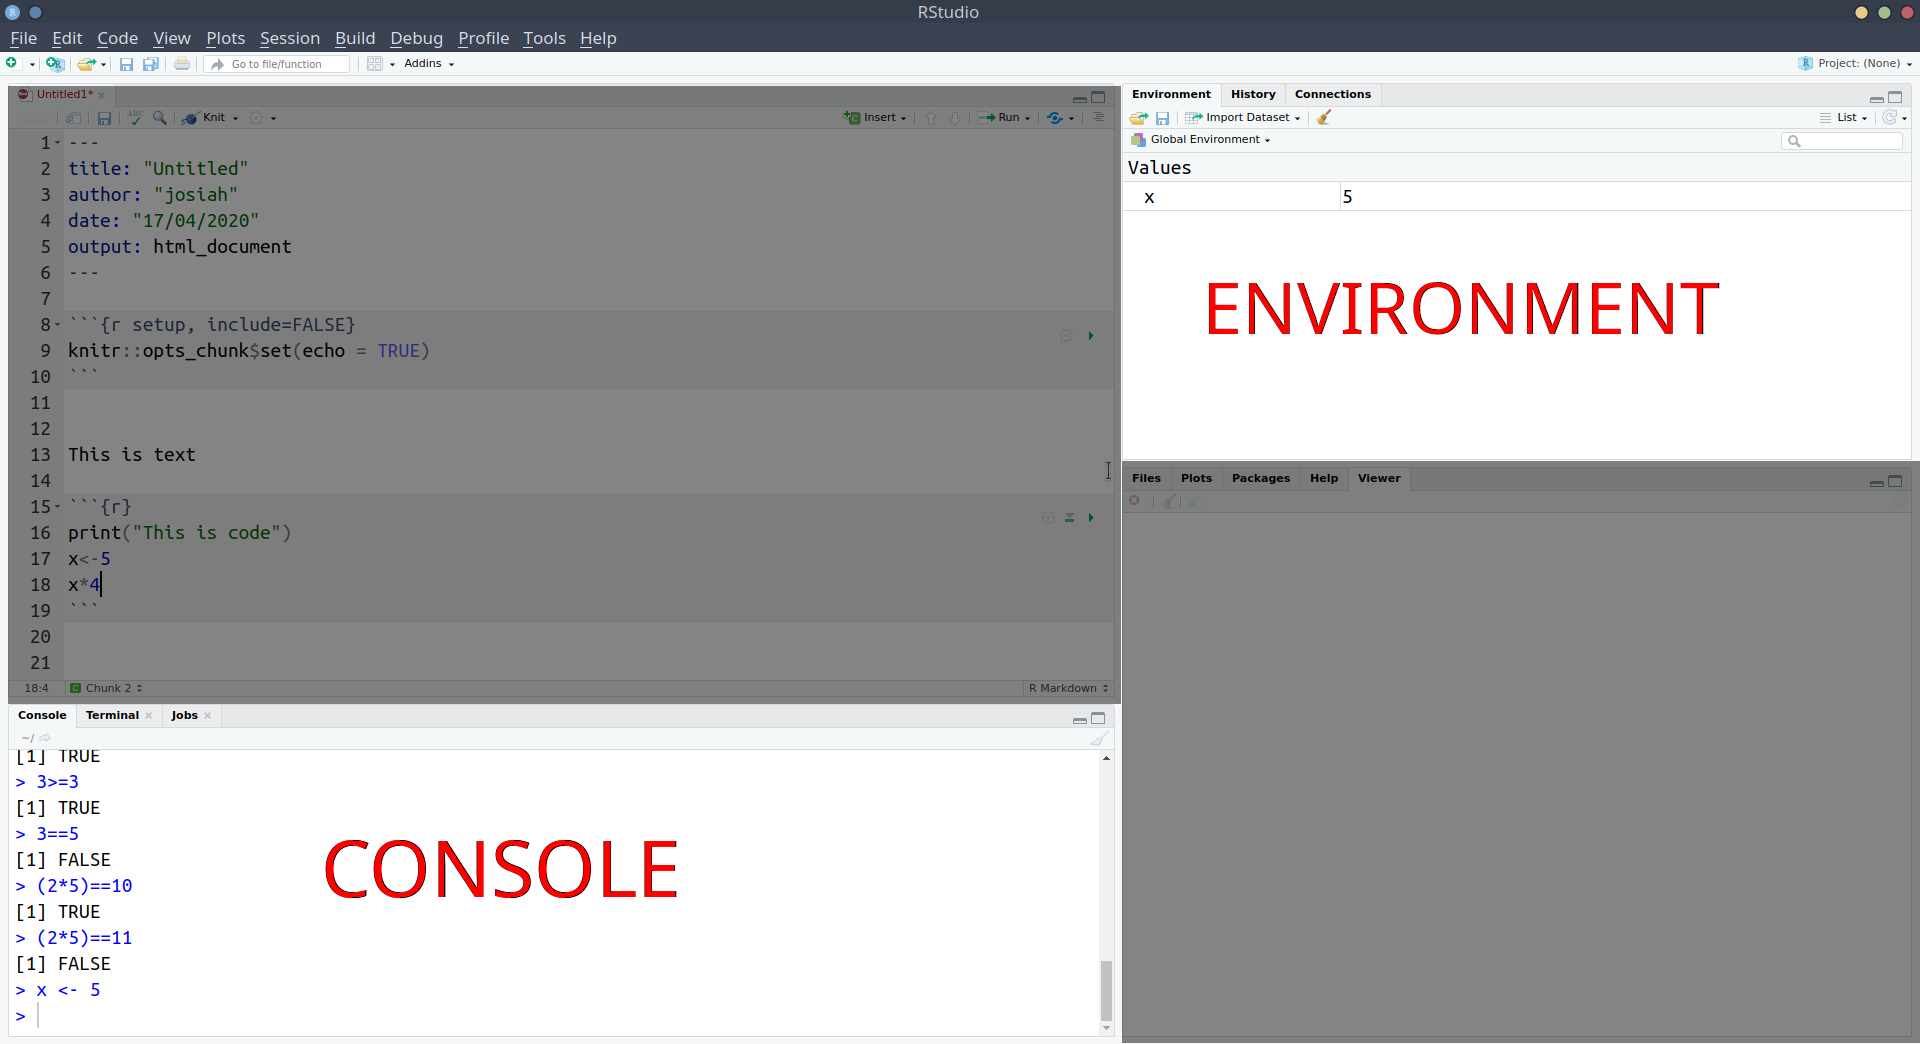 RStudio
File Edit Code View Plots Session Build Debug Profile Tools Help
Go to file/function Addins Project: (None)
Untitled1*
ABC Knit Insert Run
1 ---
2 title: "Untitled"
3 author: "josiah"
4 date: "17/04/2020"
5 output: html_document
6 ---
7
8 ```{r setup, include=FALSE}
9 knitr::opts_chunk$set(echo = TRUE)
10 ```
11
12
13 This is text
14
15 ```{r}
16 print("This is code")
17 x<-5
18 x*4
19 ```
20
21
18:4 Chunk 2 R Markdown
Console Terminal Jobs
~/
[1] TRUE
> 3>=3
[1] TRUE
> 3==5
[1] FALSE
> (2*5)==10
[1] TRUE
> (2*5)==11
[1] FALSE
> x <- 5
>
CONSOLE
Environment History Connections
Import Dataset List
Global Environment
Values
x 5
ENVIRONMENT
Files Plots Packages Help Viewer